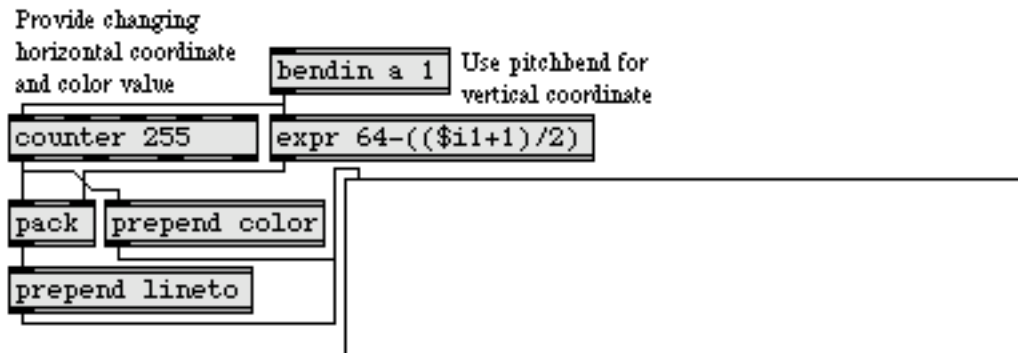 Provide changing
horizontal coordinate
and color value
bendin a 1
Use pitchbend for
vertical coordinate
counter 255
expr 64-(($i1+1)/2)
pack
prepend color
prepend lineto